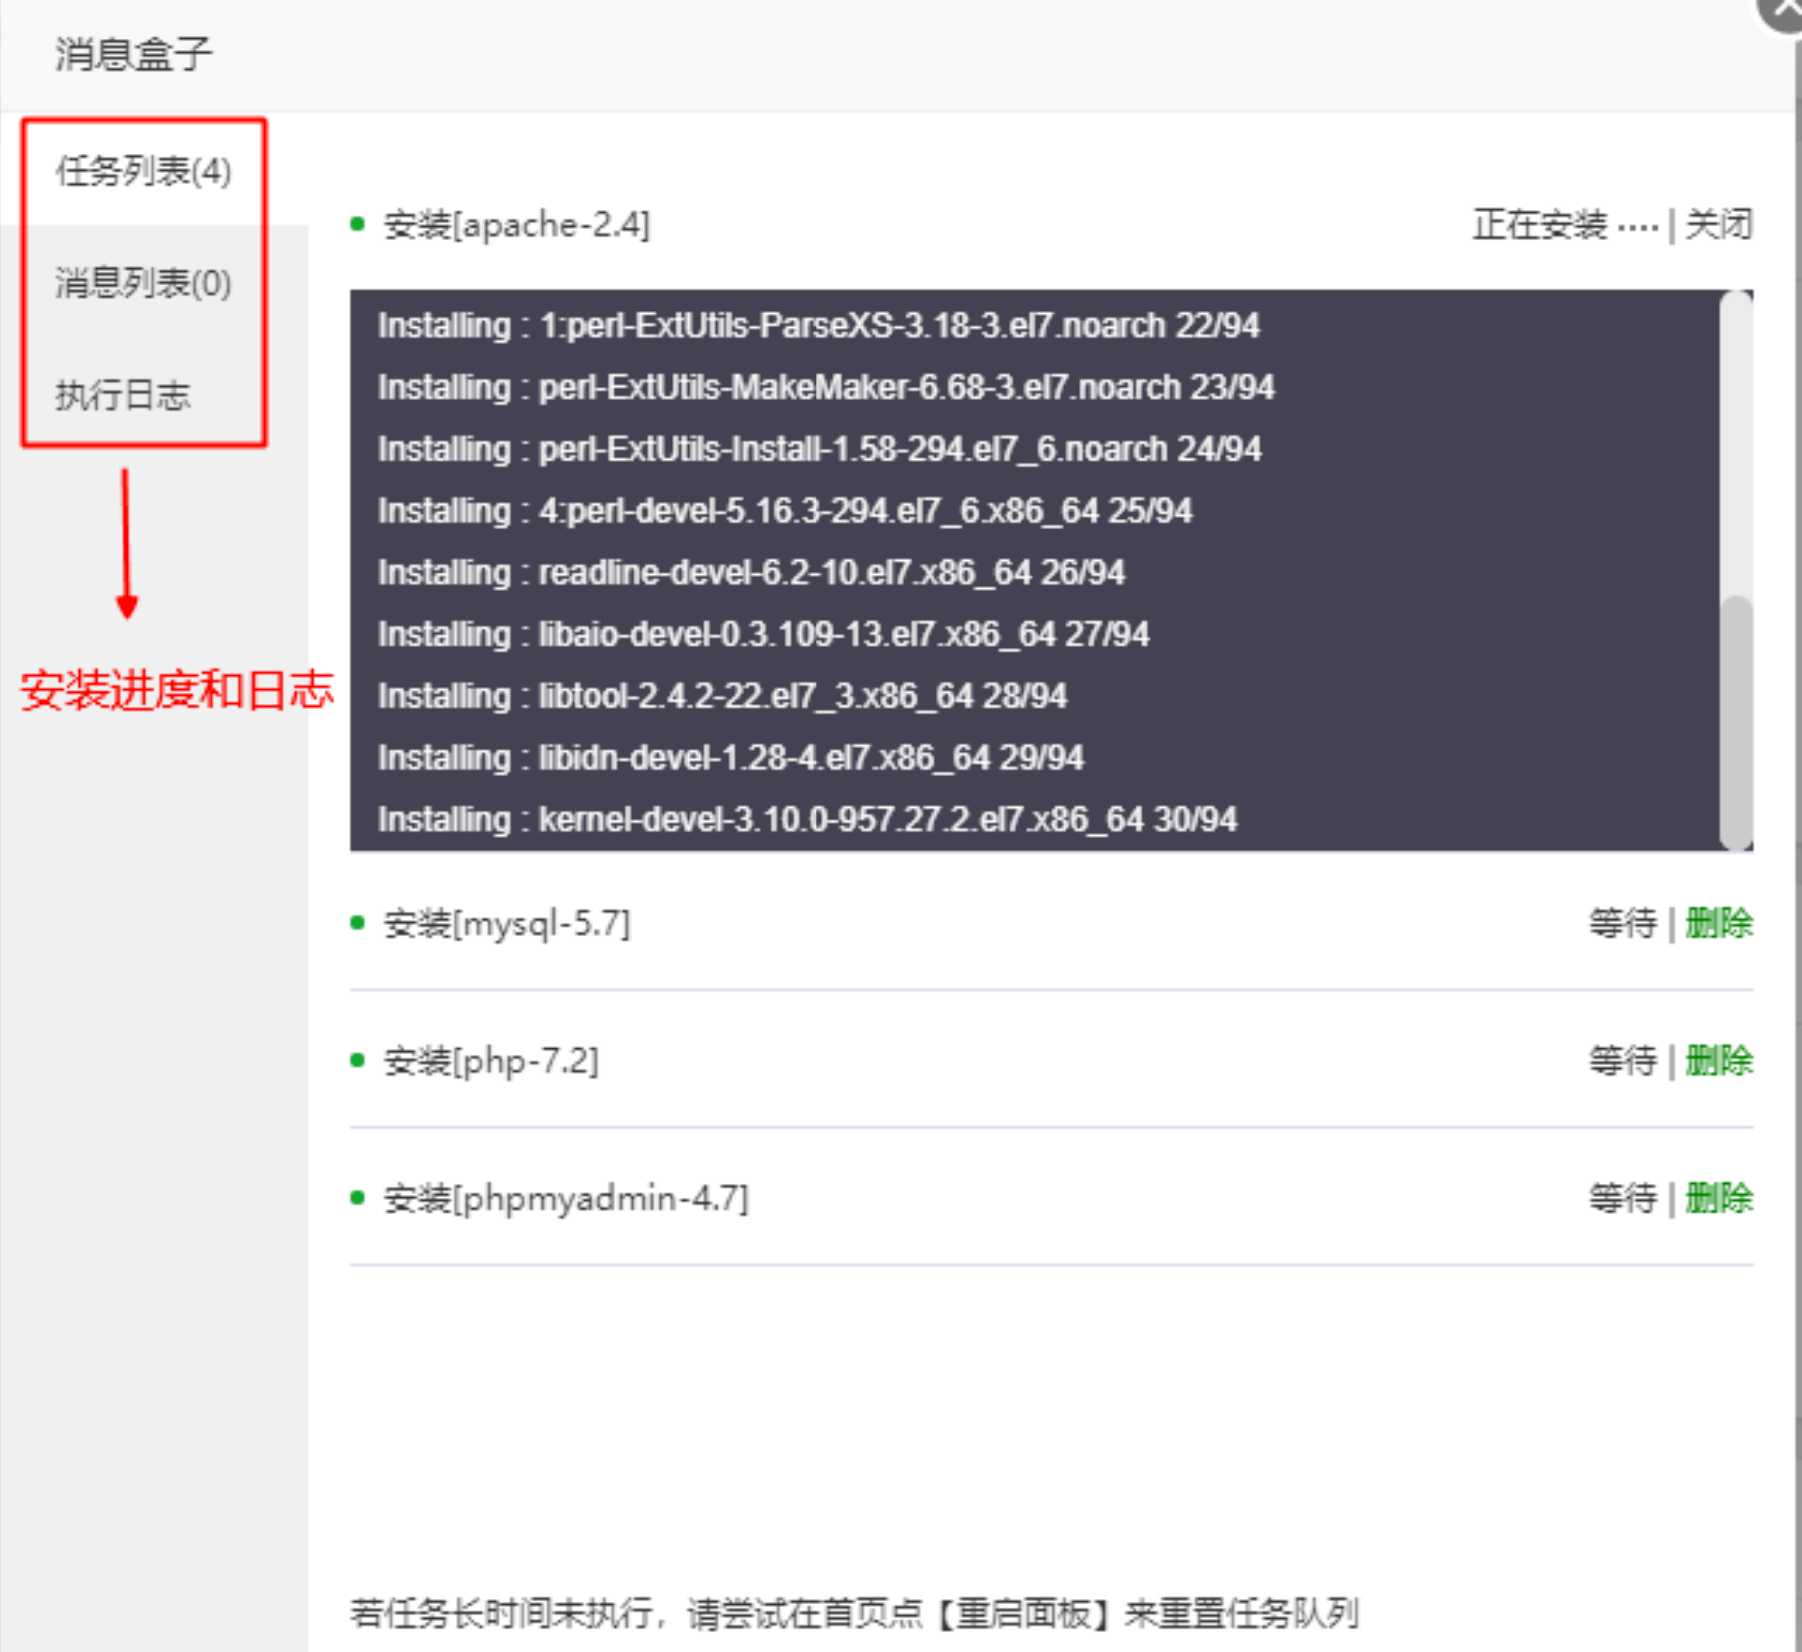 消息盒子
任务列表(4)
消息列表(0)
执行日志
安装进度和日志
安装[apache-2.4]
正在安装 ···· | 关闭
Installing : 1:perl-ExtUtils-ParseXS-3.18-3.el7.noarch 22/94
Installing : perl-ExtUtils-MakeMaker-6.68-3.el7.noarch 23/94
Installing : perl-ExtUtils-Install-1.58-294.el7_6.noarch 24/94
Installing : 4:perl-devel-5.16.3-294.el7_6.x86_64 25/94
Installing : readline-devel-6.2-10.el7.x86_64 26/94
Installing : libaio-devel-0.3.109-13.el7.x86_64 27/94
Installing : libtool-2.4.2-22.el7_3.x86_64 28/94
Installing : libidn-devel-1.28-4.el7.x86_64 29/94
Installing : kernel-devel-3.10.0-957.27.2.el7.x86_64 30/94
安装[mysql-5.7]
等待 | 删除
安装[php-7.2]
等待 | 删除
安装[phpmyadmin-4.7]
等待 | 删除
若任务长时间未执行，请尝试在首页点【重启面板】来重置任务队列